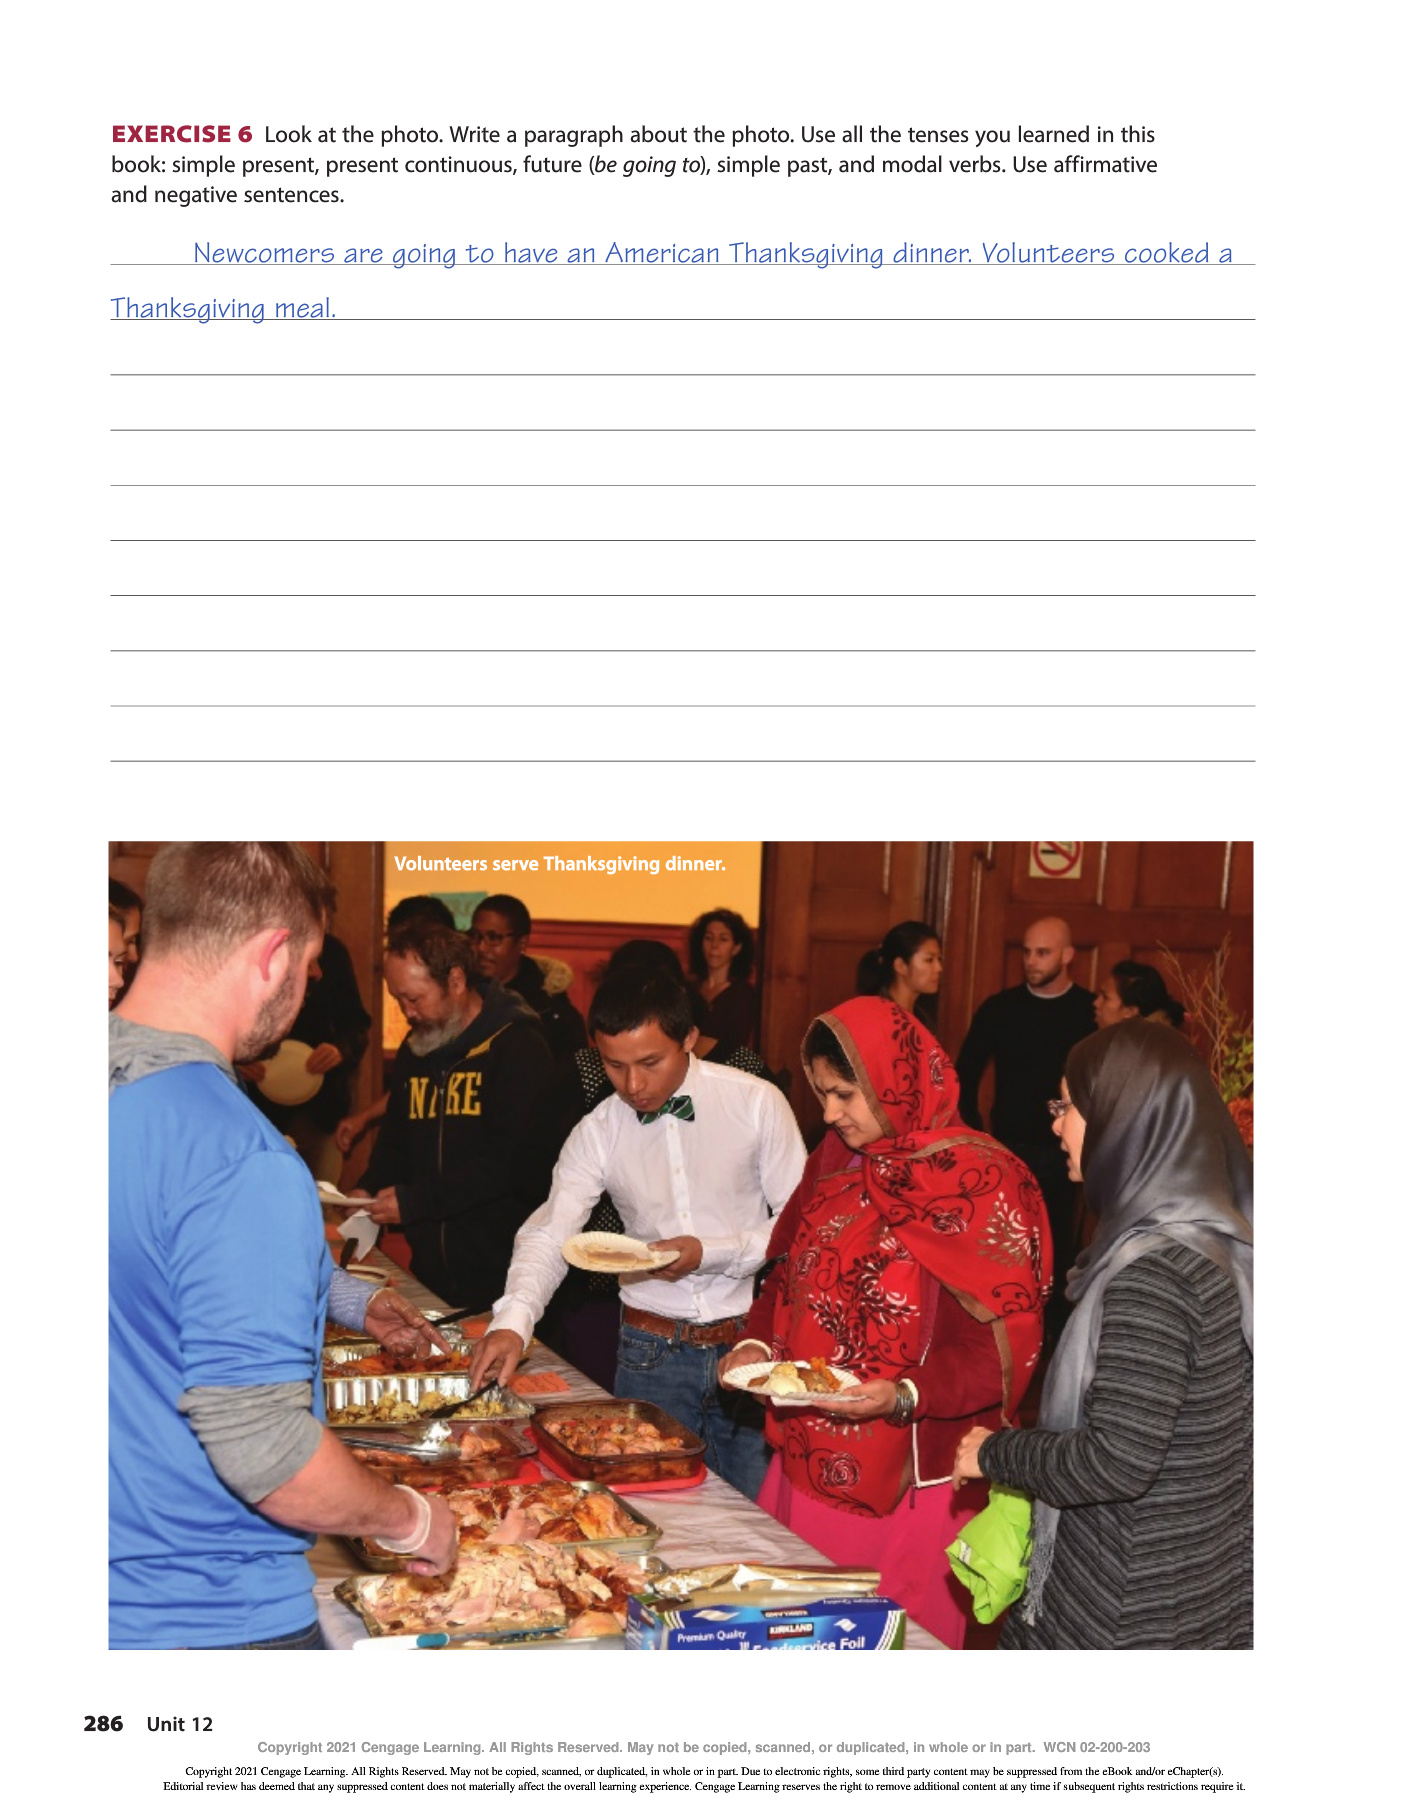 EXERCISE 6 Look at the photo. Write a paragraph about the photo. Use all the tenses you learned in this
book: simple present, present continuous, future (be going to), simple past, and modal verbs. Use affirmative
and negative sentences.
Newcomers are going to have an American Thanksgiving dinner. Volunteers cooked a
Thanksgiving meal.
Volunteers serve Thanksgiving dinner.
Premium Quality
KIRKLAND
Foodservice Foil
286 Unit 12
Copyright 2021 Cengage Learning. All Rights Reserved. May not be copied, scanned, or duplicated, in whole or in part. WCN 02-200-203
Copyright 2021 Cengage Learning. All Rights Reserved. May not be copied, scanned, or duplicated, in whole or in part. Due to electronic rights, some third party content may be suppressed from the eBook and/or eChapter(s).
Editorial review has deemed that any suppressed content does not materially affect the overall learning experience. Cengage Learning reserves the right to remove additional content at any time if subsequent rights restrictions require it.